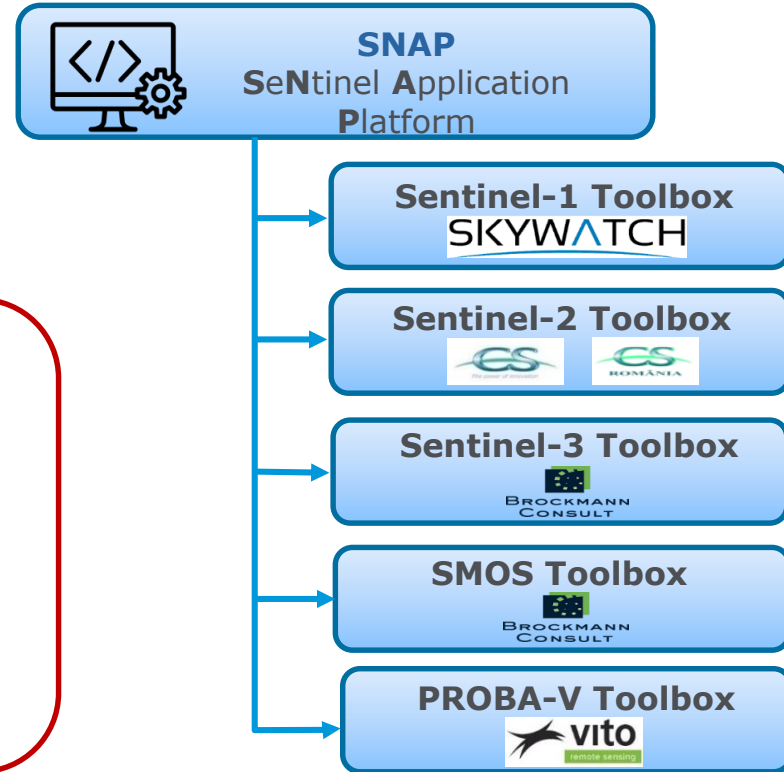 </>
SNAP
SeNtinel Application
Platform
Sentinel-1 Toolbox
SKYWATCH
Sentinel-2 Toolbox
CS
CS
ROMÂNIA
Sentinel-3 Toolbox
BROCKMANN
CONSULT
SMOS Toolbox
BROCKMANN
CONSULT
PROBA-V Toolbox
vito
remote sensing